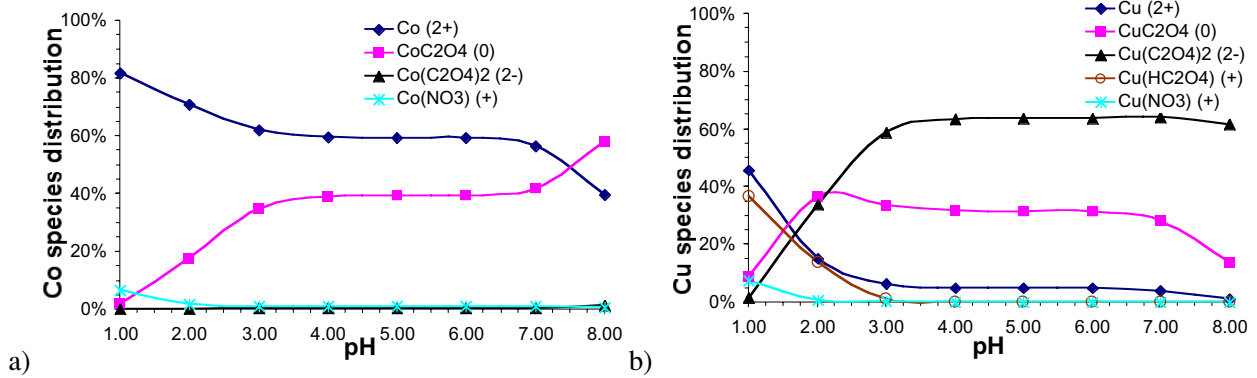 Co species distribution
100%
80%
60%
40%
20%
0%
Co (2+)
CoC2O4 (0)
Co(C2O4)2 (2-)
Co(NO3) (+)
1.00 2.00 3.00 4.00 5.00 6.00 7.00 8.00
pH
a)
Cu species distribution
100%
80%
60%
40%
20%
0%
Cu (2+)
CuC2O4 (0)
Cu(C2O4)2 (2-)
Cu(HC2O4) (+)
Cu(NO3) (+)
1.00 2.00 3.00 4.00 5.00 6.00 7.00 8.00
pH
b)